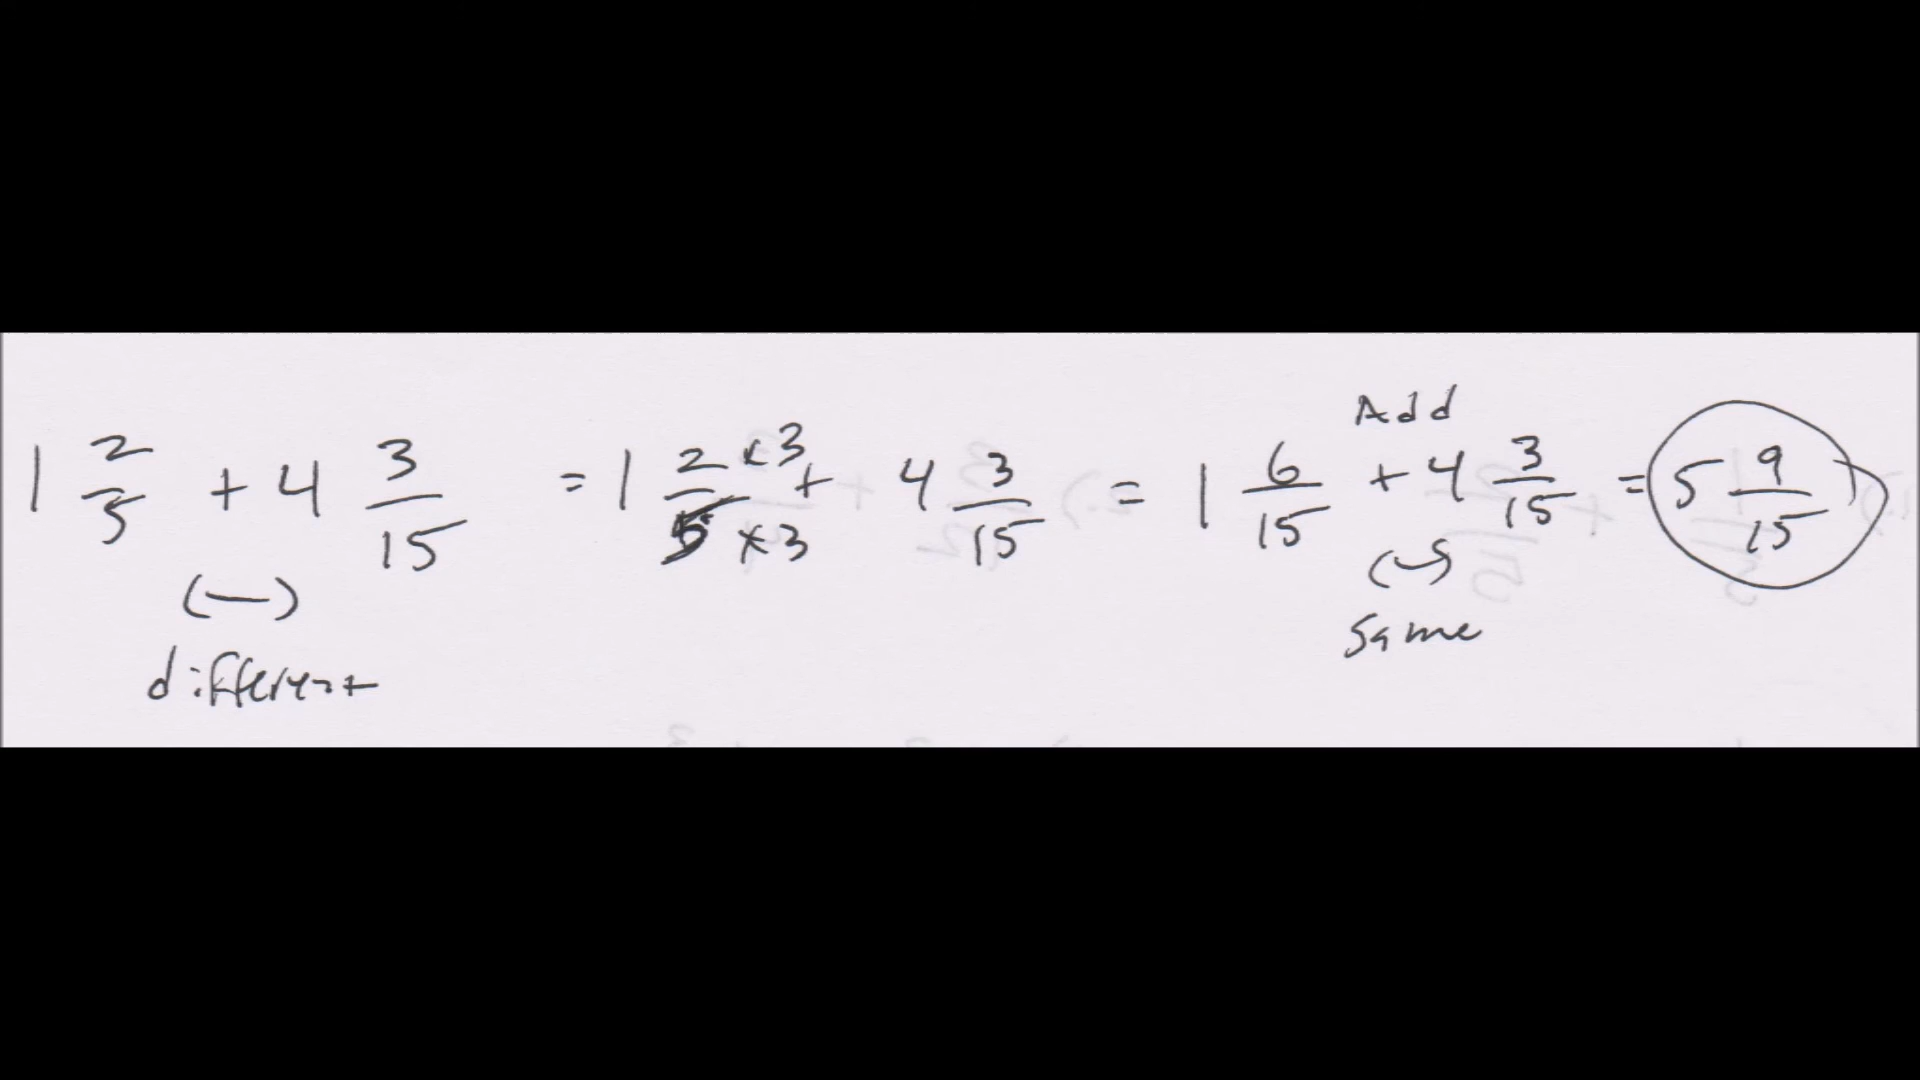 1 2/5 + 4 3/15 = 1 2/5 ×3 ×3 + 4 3/15 = 1 6/15 + 4 3/15 = 5 9/15
Add
(—) (—)
different
same